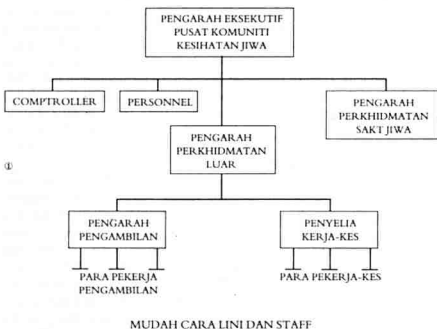 PENGARAH EKSEKUTIF
PUSAT KOMUNITI
KESIHATAN JIWA
COMPTROLLER
PERSONNEL
PENGARAH
PERKHIDMATAN
SAKT JIWA
PENGARAH
PERKHIDMATAN
LUAR
①
PENGARAH
PENGAMBILAN
PENYELIA
KERJA-KES
PARA PEKERJA
PENGAMBILAN
PARA PEKERJA-KES
MUDAH CARA LINI DAN STAFF